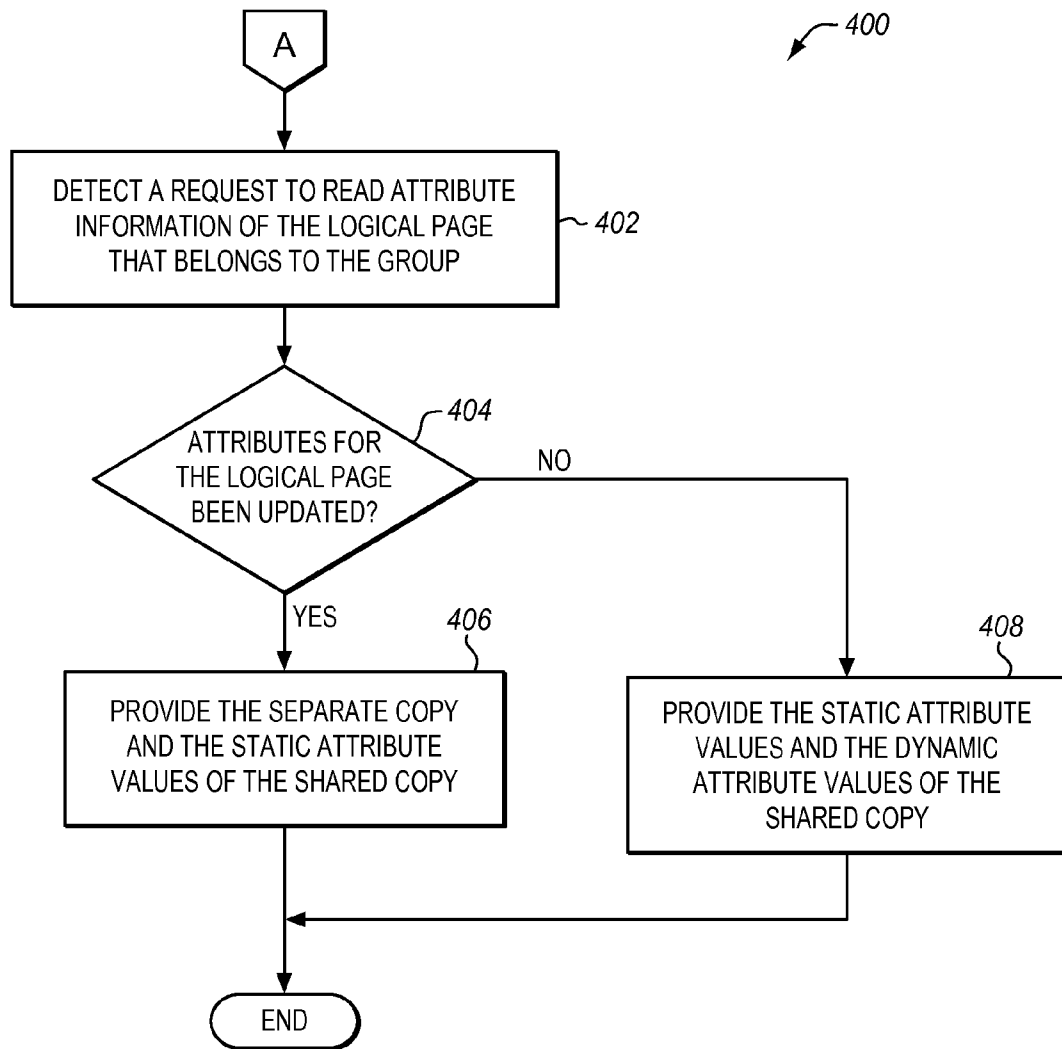 A
400
DETECT A REQUEST TO READ ATTRIBUTE
INFORMATION OF THE LOGICAL PAGE
THAT BELONGS TO THE GROUP
402
404
ATTRIBUTES FOR
THE LOGICAL PAGE
BEEN UPDATED?
NO
YES
406
PROVIDE THE SEPARATE COPY
AND THE STATIC ATTRIBUTE
VALUES OF THE SHARED COPY
408
PROVIDE THE STATIC ATTRIBUTE
VALUES AND THE DYNAMIC
ATTRIBUTE VALUES OF THE
SHARED COPY
END